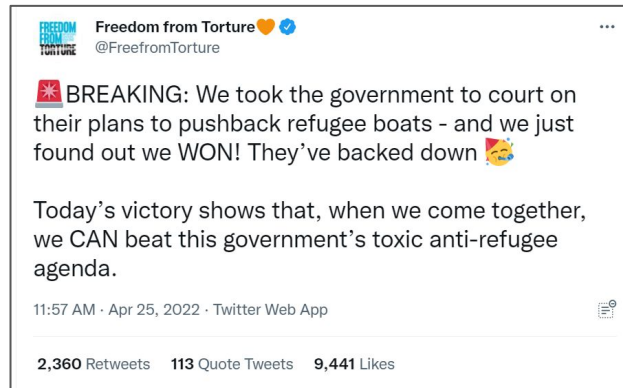 FREEDOM
FROM
TORTURE
Freedom from Torture🧡
@FreefromTorture
🚨BREAKING: We took the government to court on
their plans to pushback refugee boats - and we just
found out we WON! They’ve backed down 🥳
Today’s victory shows that, when we come together,
we CAN beat this government’s toxic anti-refugee
agenda.
11:57 AM · Apr 25, 2022 · Twitter Web App
2,360 Retweets 113 Quote Tweets 9,441 Likes